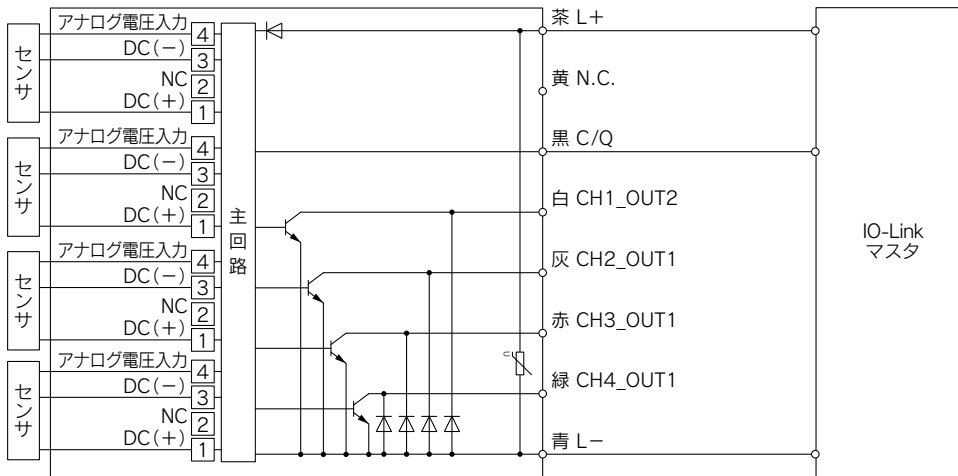 センサ
アナログ電圧入力 4
DC(−) 3
NC 2
DC(+) 1
センサ
アナログ電圧入力 4
DC(−) 3
NC 2
DC(+) 1
センサ
アナログ電圧入力 4
DC(−) 3
NC 2
DC(+) 1
センサ
アナログ電圧入力 4
DC(−) 3
NC 2
DC(+) 1
主回路
茶 L+
黄 N.C.
黒 C/Q
白 CH1_OUT2
灰 CH2_OUT1
赤 CH3_OUT1
U
緑 CH4_OUT1
青 L−
IO-Link
マスタ